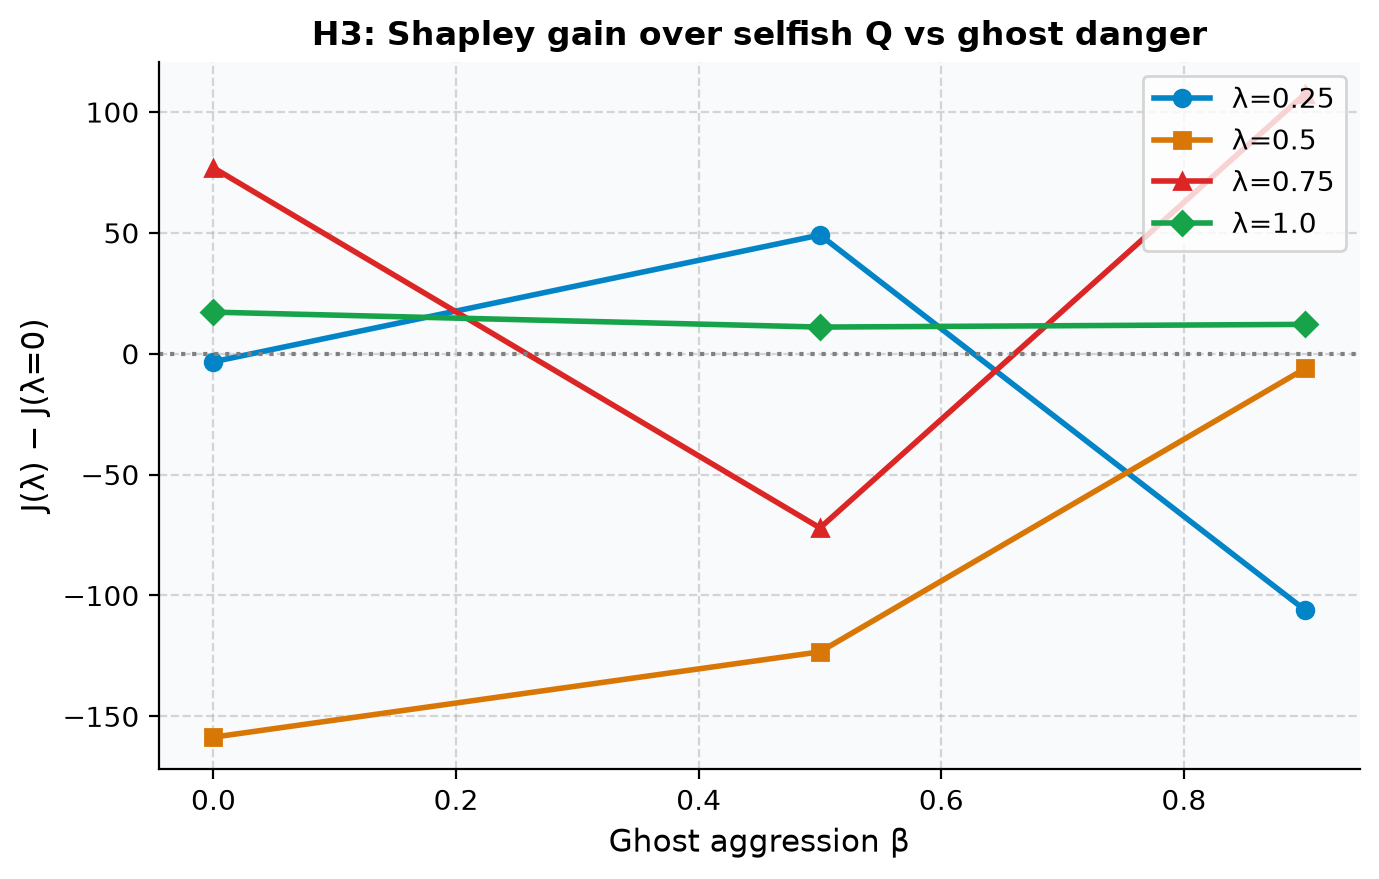 H3: Shapley gain over selfish Q vs ghost danger
J(λ) − J(λ=0)
100
50
0
−50
−100
−150
λ=0.25
λ=0.5
λ=0.75
λ=1.0
0.0 0.2 0.4 0.6 0.8
Ghost aggression β